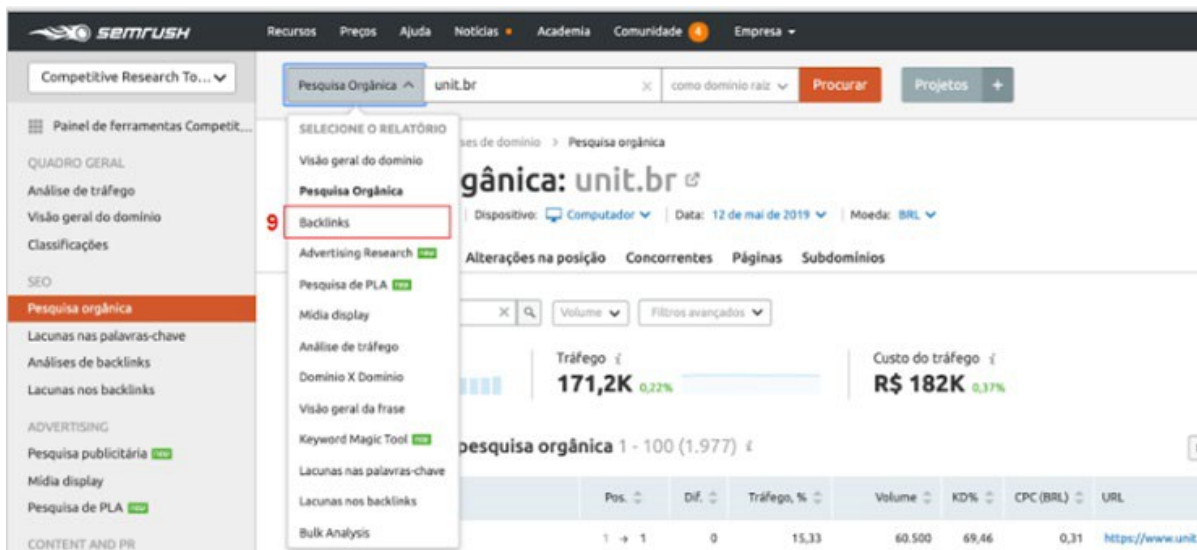 SEMRUSH Recursos Preços Ajuda Notícias Academia Comunidade 4 Empresa
Competitive Research To...
Pesquisa Orgânica unit.br como domínio raiz Procurar Projetos +
Painel de ferramentas Competit...
QUADRO GERAL
Análise de tráfego
Visão geral do domínio
Classificações
SEO
Pesquisa orgânica
Lacunas nas palavras-chave
Análises de backlinks
Lacunas nos backlinks
ADVERTISING
Pesquisa publicitária new
Mídia display
Pesquisa de PLA new
CONTENT AND PR
SELECIONE O RELATÓRIO
Visão geral do domínio
Pesquisa Orgânica
9 Backlinks
Advertising Research new
Pesquisa de PLA new
Mídia display
Análise de tráfego
Domínio X Domínio
Visão geral da frase
Keyword Magic Tool new
Lacunas nas palavras-chave
Lacunas nos backlinks
Bulk Analysis
ses de domínio > Pesquisa orgânica
gânica: unit.br
Dispositivo: Computador Data: 12 de mai de 2019 Moeda: BRL
Alterações na posição Concorrentes Páginas Subdomínios
Volume Filtros avançados
Tráfego i Custo do tráfego i
171,2K 0,22% R$ 182K 0,37%
pesquisa orgânica 1 - 100 (1.977) i
Pos. Dif. Tráfego, % Volume KD% CPC (BRL) URL
1 → 1 0 15,33 60.500 69,46 0,31 https://www.unit